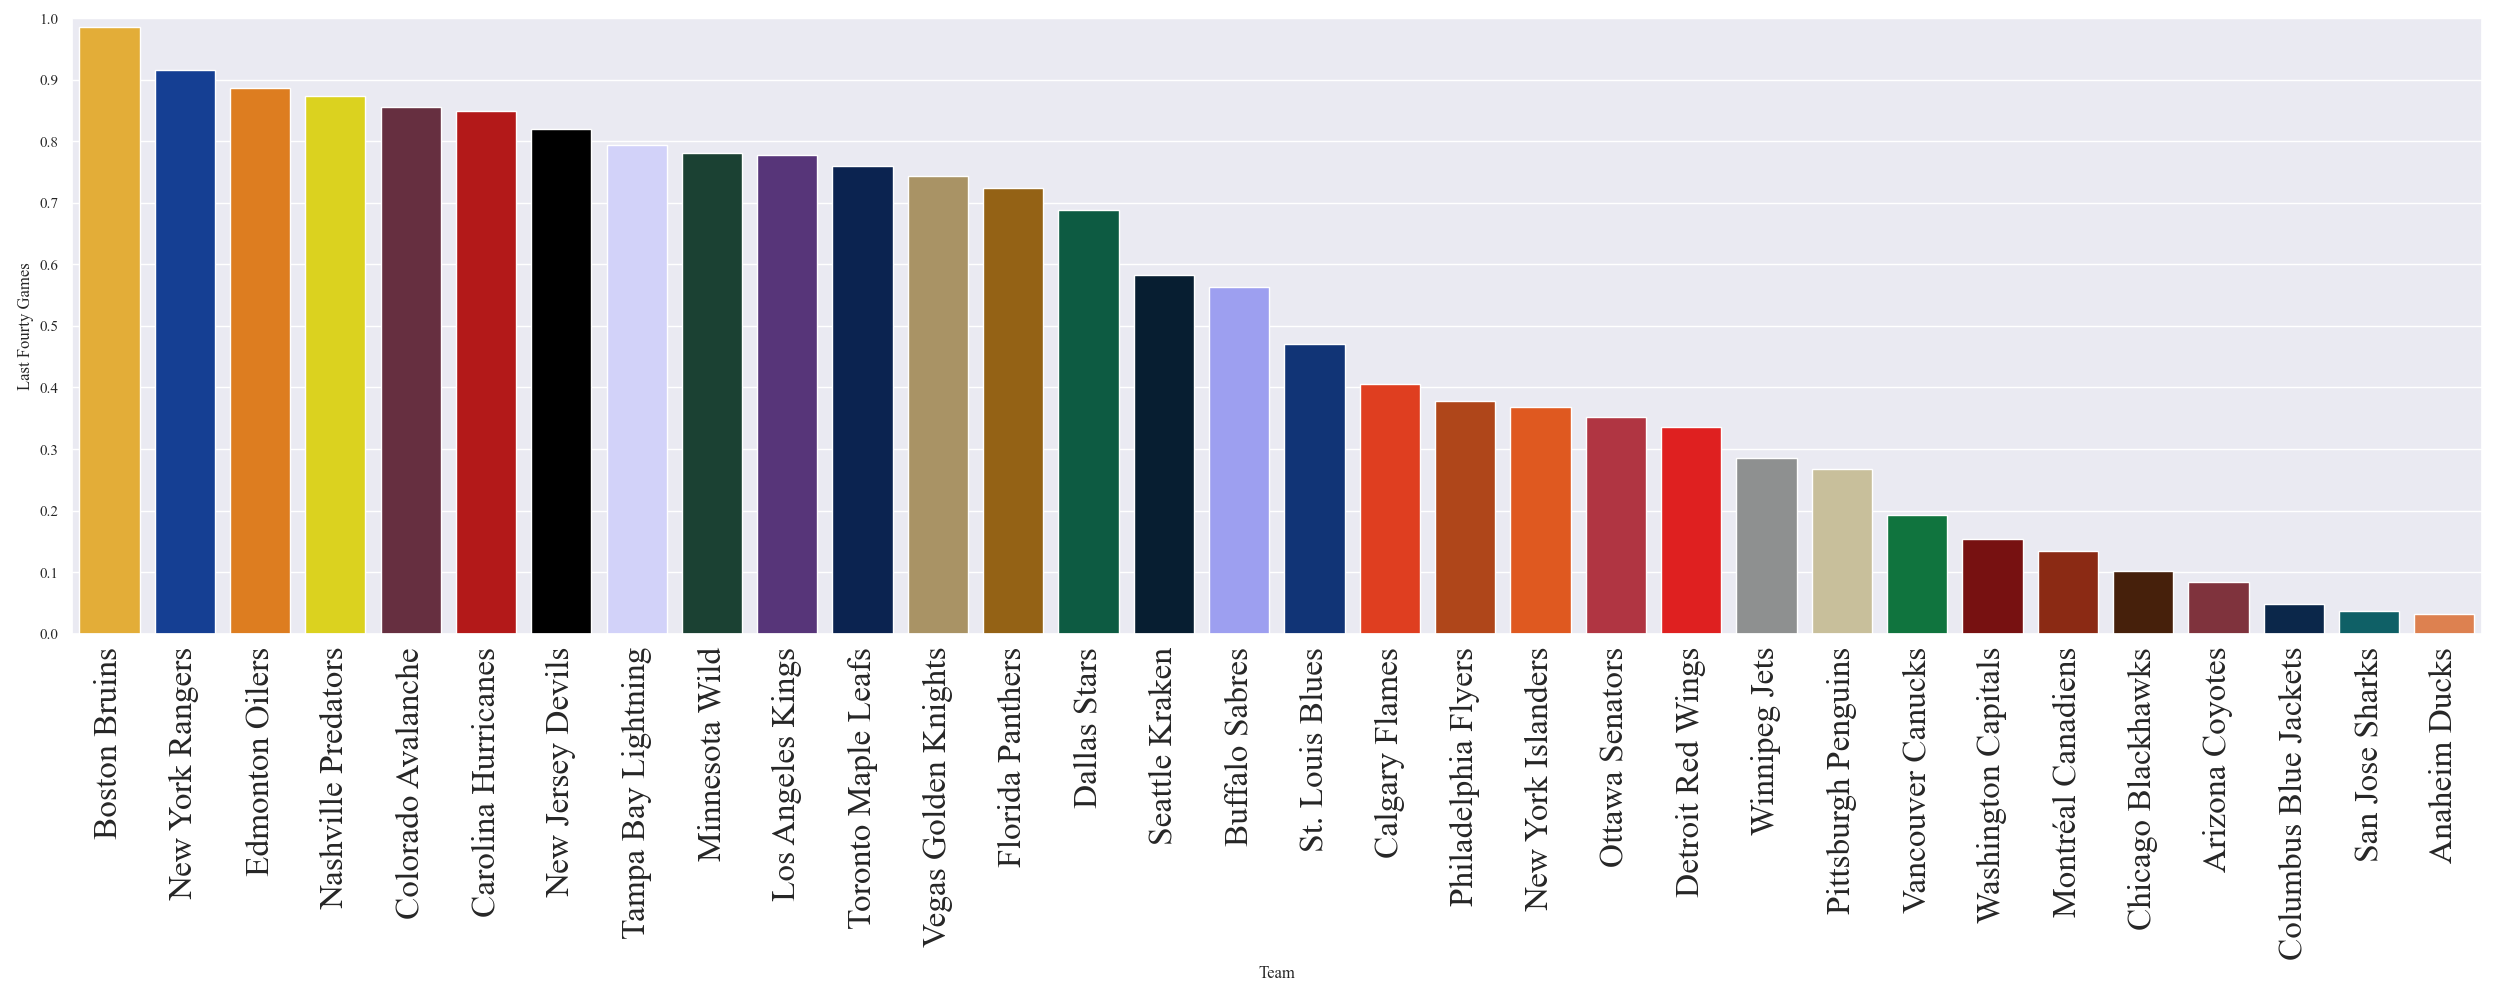 1.0
0.9
0.8
0.7
0.6
0.5
0.4
0.3
0.2
0.1
0.0
Last Fourty Games
Boston Bruins
New York Rangers
Edmonton Oilers
Nashville Predators
Colorado Avalanche
Carolina Hurricanes
New Jersey Devils
Tampa Bay Lightning
Minnesota Wild
Los Angeles Kings
Toronto Maple Leafs
Vegas Golden Knights
Florida Panthers
Dallas Stars
Seattle Kraken
Buffalo Sabres
St. Louis Blues
Calgary Flames
Philadelphia Flyers
New York Islanders
Ottawa Senators
Detroit Red Wings
Winnipeg Jets
Pittsburgh Penguins
Vancouver Canucks
Washington Capitals
Montréal Canadiens
Chicago Blackhawks
Arizona Coyotes
Columbus Blue Jackets
San Jose Sharks
Anaheim Ducks
Team